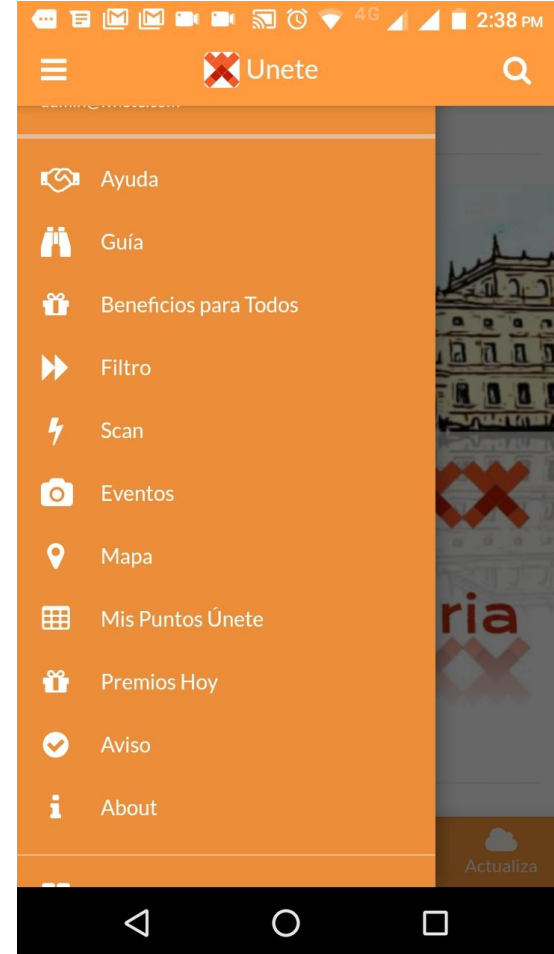 4G 2:38 PM
Unete
Ayuda
Guía
Beneficios para Todos
Filtro
Scan
Eventos
Mapa
Mis Puntos Únete
ria
Premios Hoy
Aviso
About
Actualiza